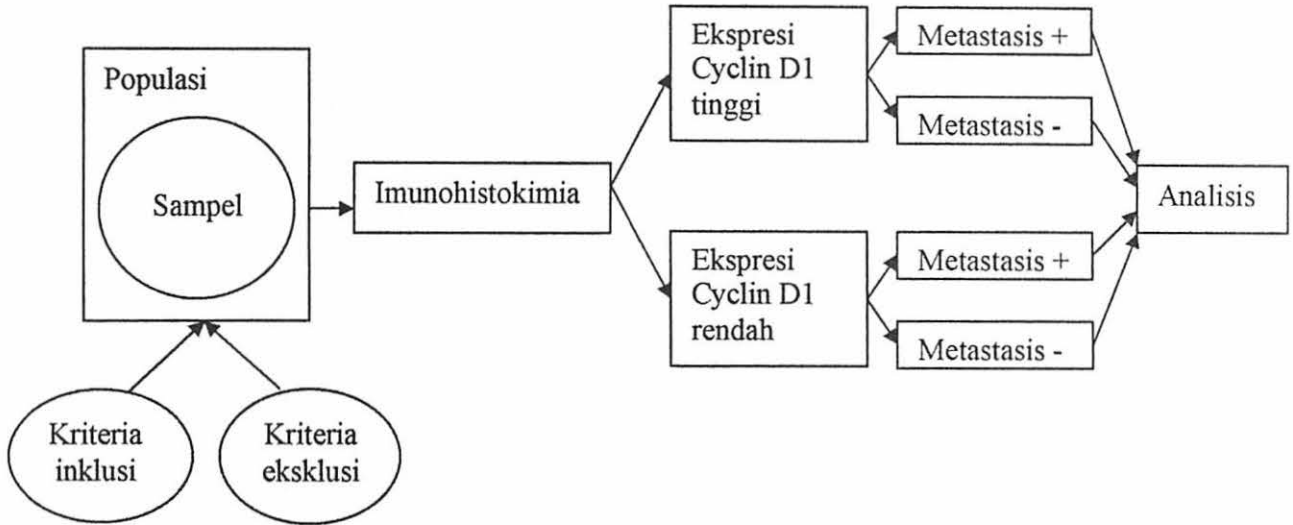 Populasi
Sampel
Kriteria
inklusi
Kriteria
eksklusi
Imunohistokimia
Ekspresi
Cyclin D1
tinggi
Metastasis +
Metastasis -
Ekspresi
Cyclin D1
rendah
Metastasis +
Metastasis -
Analisis